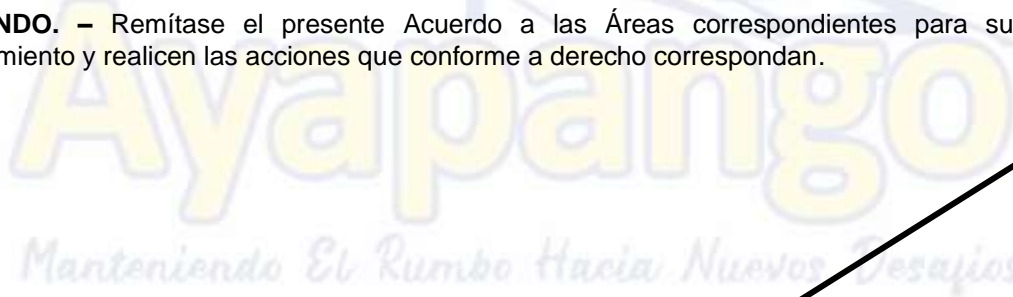 NDO. – Remítase el presente Acuerdo a las Áreas correspondientes para su
miento y realicen las acciones que conforme a derecho correspondan.
Ayapango
Manteniendo El Rumbo Hacia Nuevos Desafíos